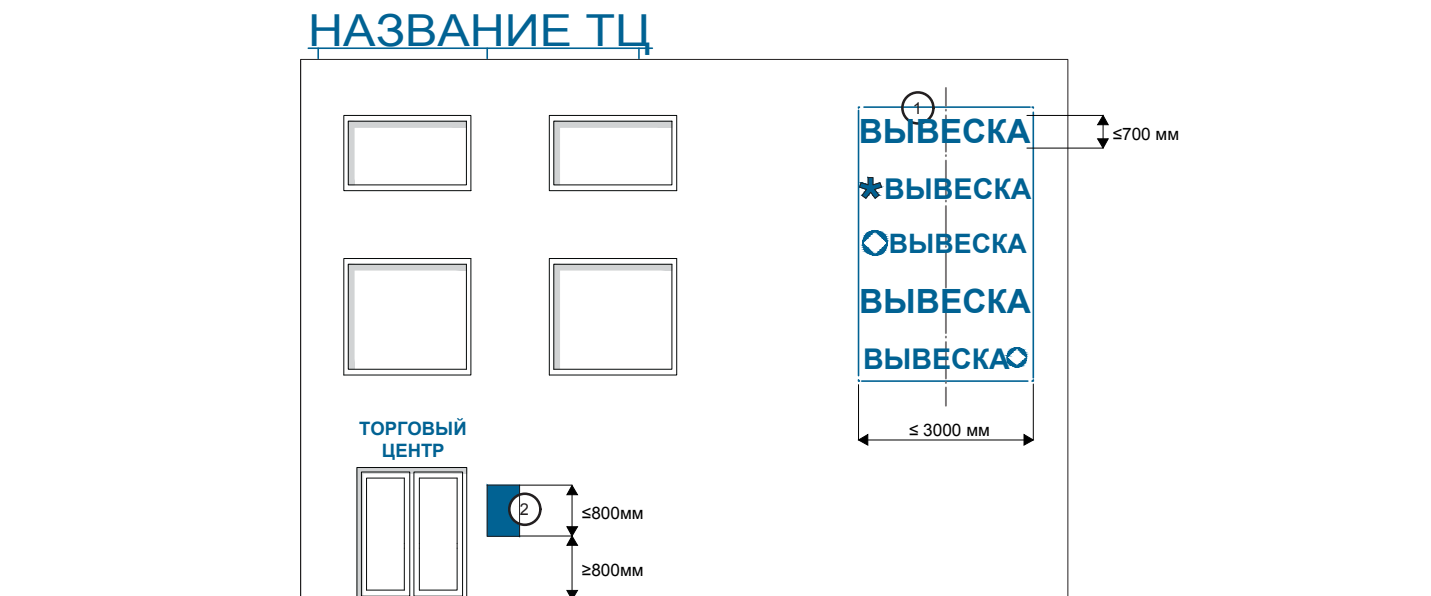 НАЗВАНИЕ ТЦ
1
ВЫВЕСКА
≤700 мм
ВЫВЕСКА
ВЫВЕСКА
ВЫВЕСКА
ВЫВЕСКА
≤ 3000 мм
ТОРГОВЫЙ
ЦЕНТР
2
≤800мм
≥800мм